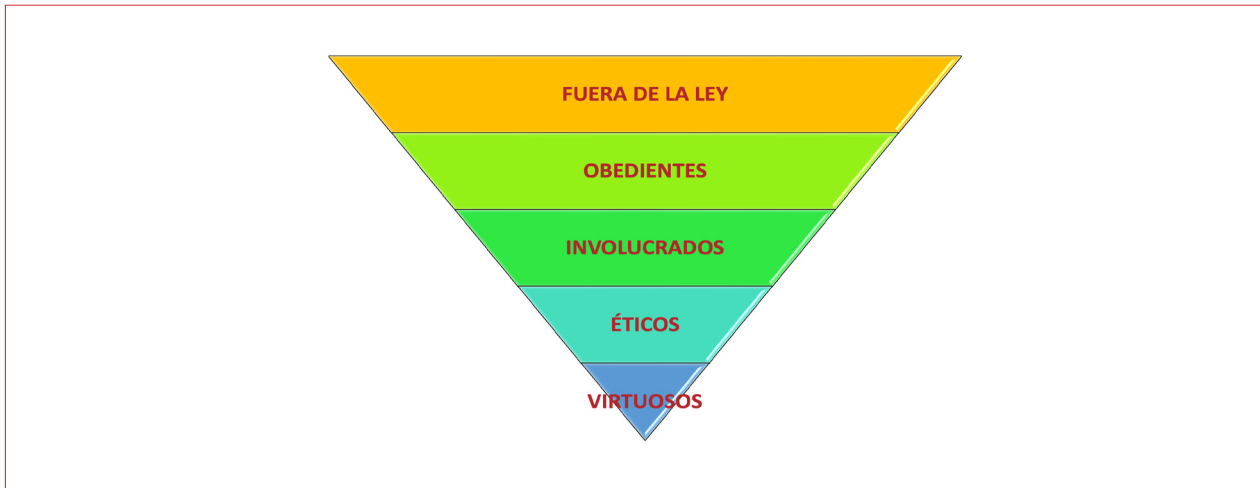 FUERA DE LA LEY
OBEDIENTES
INVOLUCRADOS
ÉTICOS
VIRTUOSOS